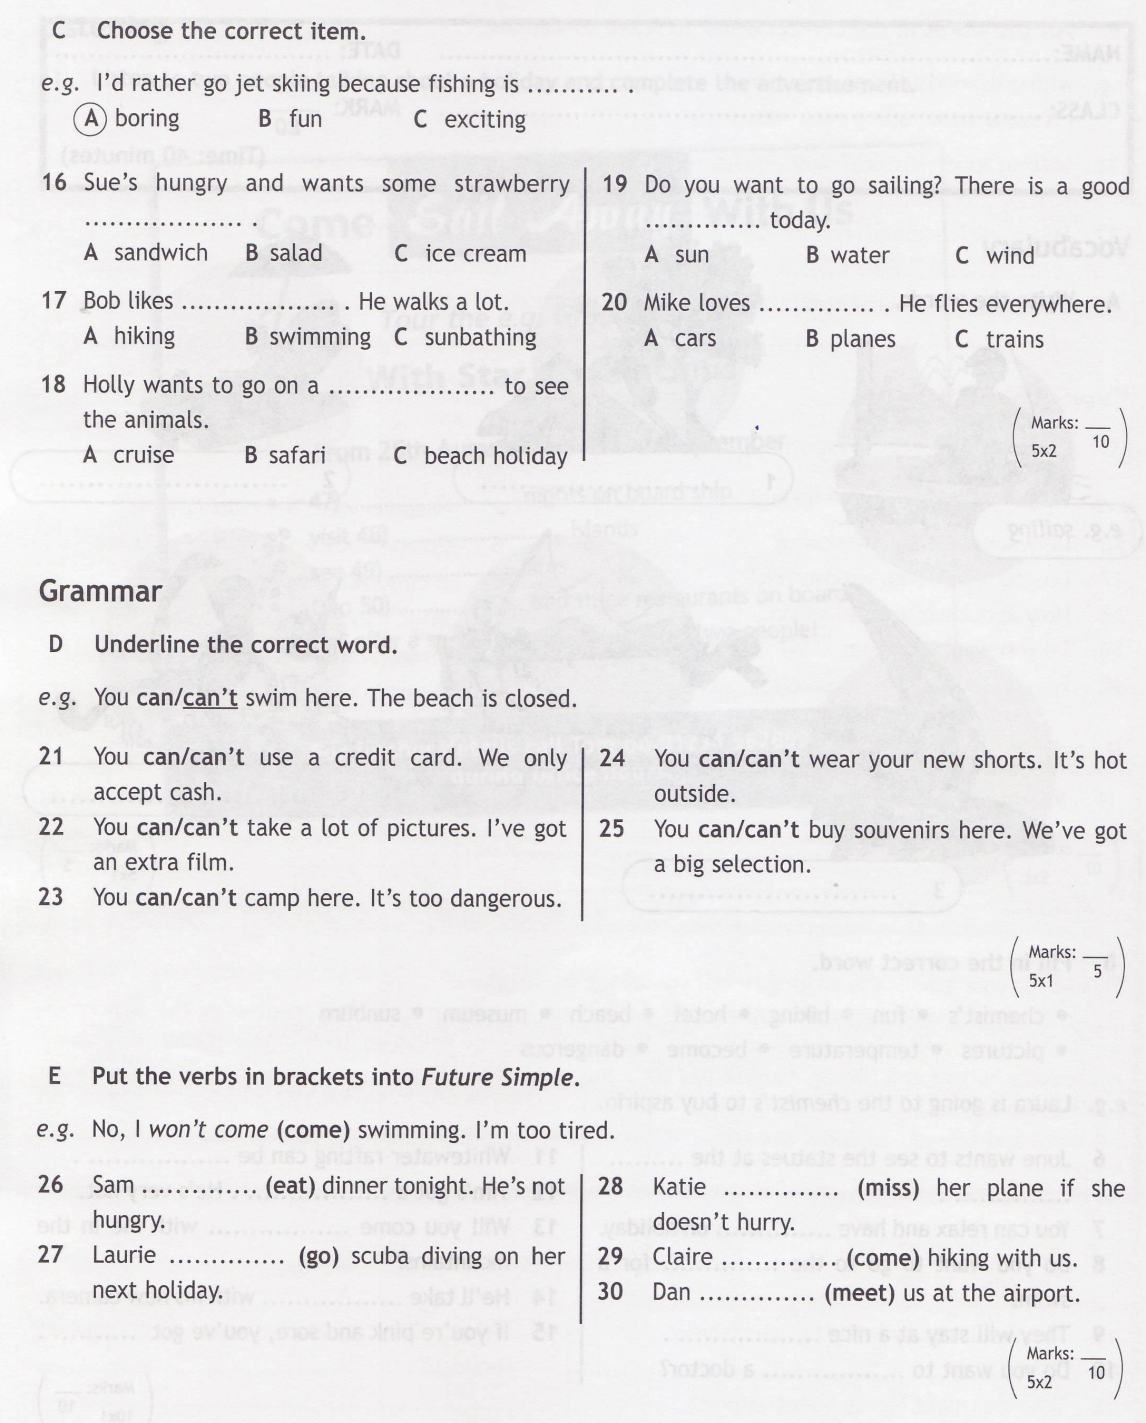 C Choose the correct item.
e.g. I'd rather go jet skiing because fishing is ............ .
A boring B fun C exciting
16 Sue's hungry and wants some strawberry
................... .
A sandwich B salad C ice cream
17 Bob likes .................... . He walks a lot.
A hiking B swimming C sunbathing
18 Holly wants to go on a .................... to see
the animals.
A cruise B safari C beach holiday
19 Do you want to go sailing? There is a good
.............. today.
A sun B water C wind
20 Mike loves .............. . He flies everywhere.
A cars B planes C trains
Marks: __
5x2 10
Grammar
D Underline the correct word.
e.g. You can/can't swim here. The beach is closed.
21 You can/can't use a credit card. We only
accept cash.
22 You can/can't take a lot of pictures. I've got
an extra film.
23 You can/can't camp here. It's too dangerous.
24 You can/can't wear your new shorts. It's hot
outside.
25 You can/can't buy souvenirs here. We've got
a big selection.
Marks: __
5x1 5
E Put the verbs in brackets into Future Simple.
e.g. No, I won't come (come) swimming. I'm too tired.
26 Sam .............. (eat) dinner tonight. He's not
hungry.
27 Laurie .............. (go) scuba diving on her
next holiday.
28 Katie .............. (miss) her plane if she
doesn't hurry.
29 Claire .............. (come) hiking with us.
30 Dan .............. (meet) us at the airport.
Marks: __
5x2 10